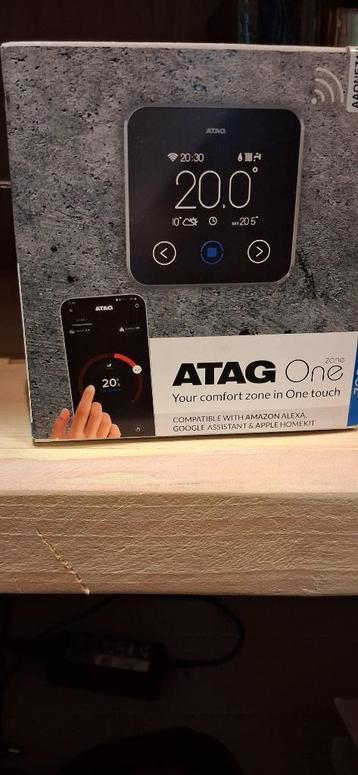 ATAG
20:30
20.0°
10° 20.5°
ATAG
20°
ATAG One zone
Your comfort zone in One touch
COMPATIBLE WITH AMAZON ALEXA,
GOOGLE ASSISTANT & APPLE HOMEKIT